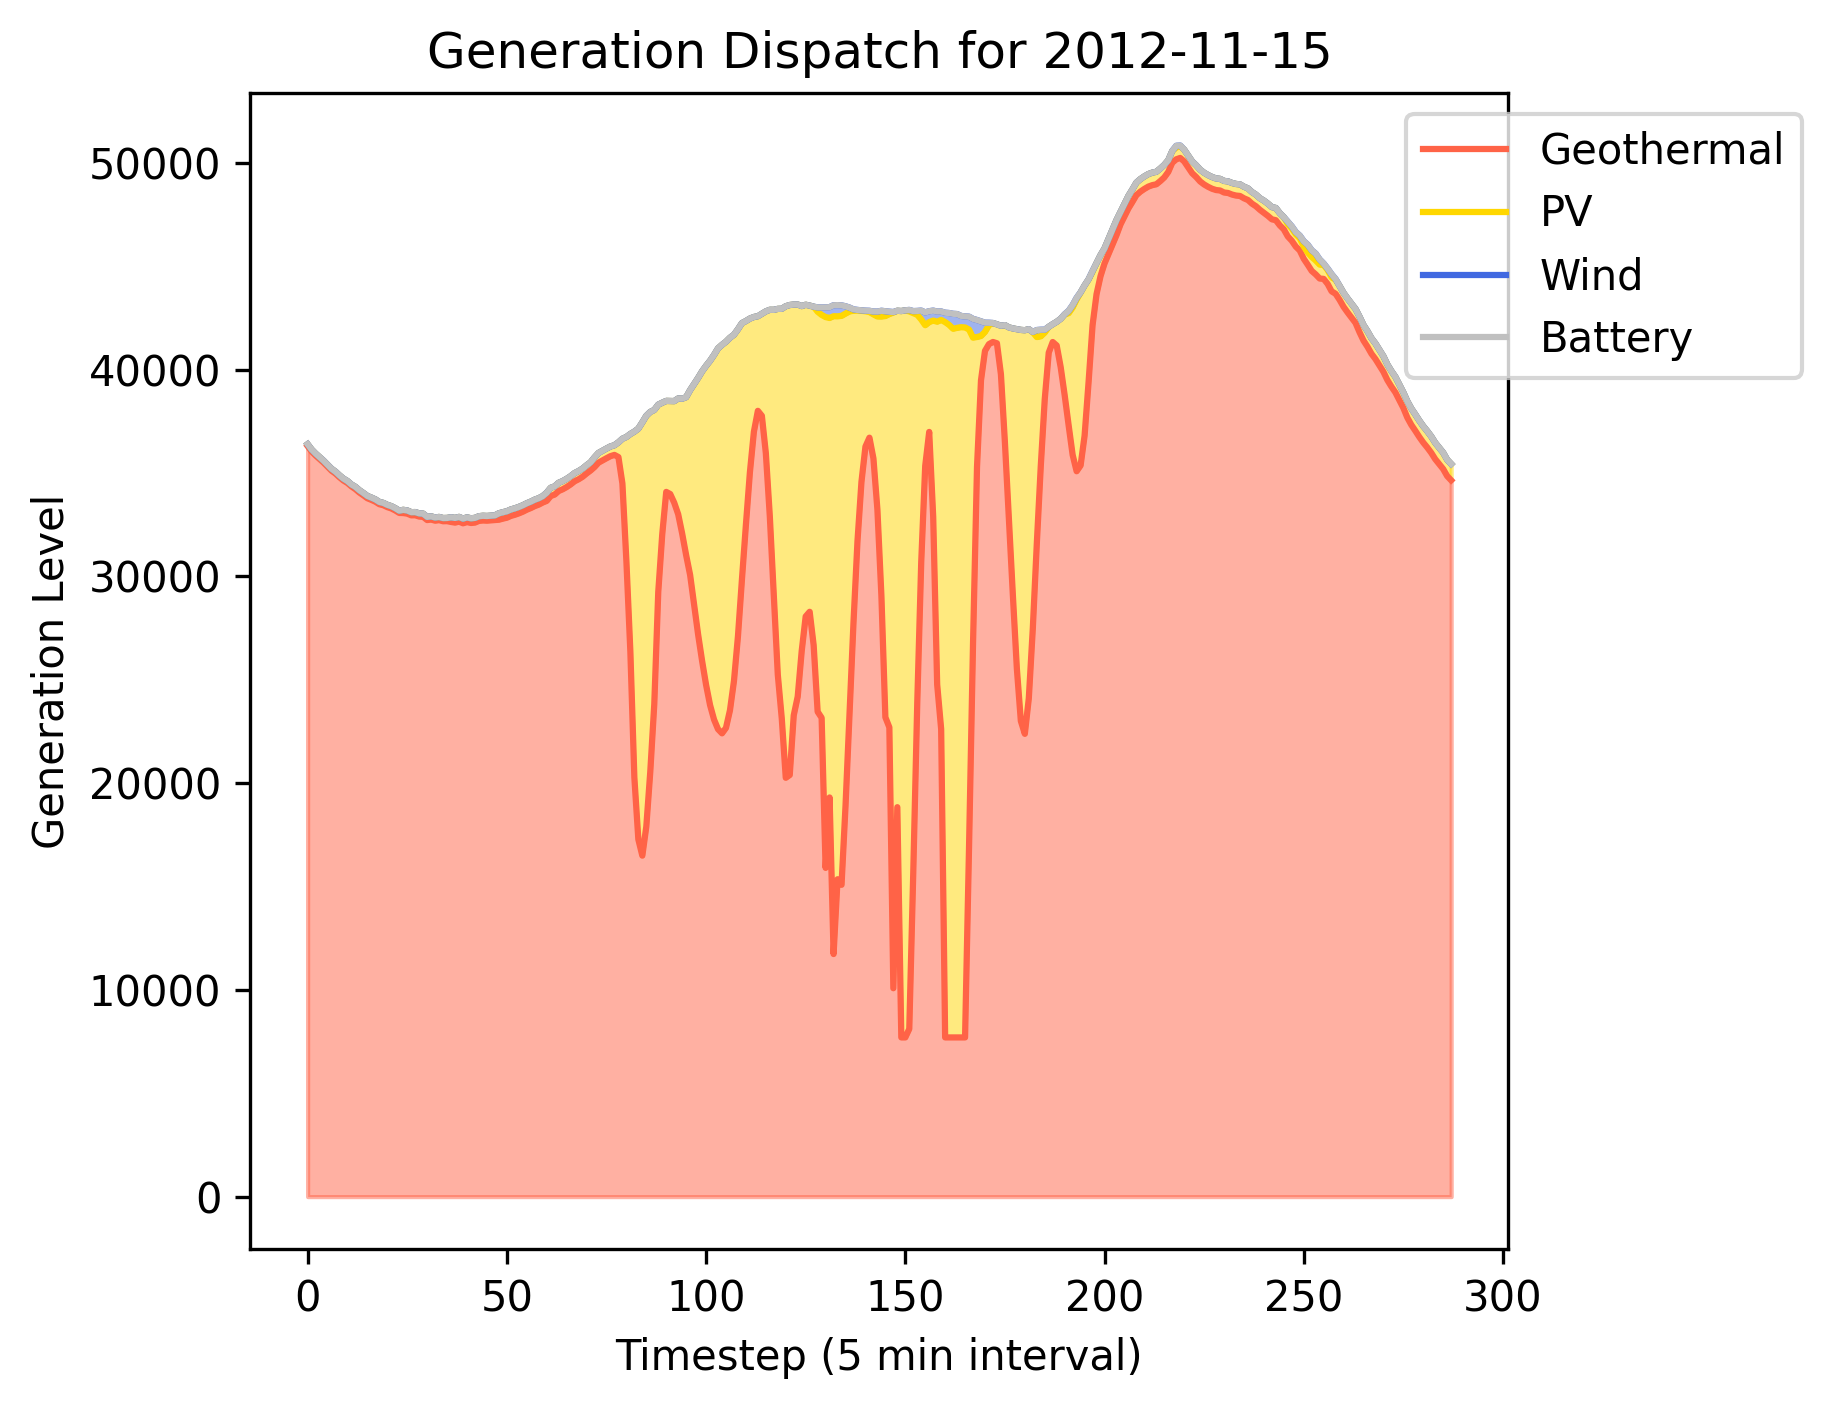 Generation Dispatch for 2012-11-15
Geothermal
PV
Wind
Battery
Generation Level
50000
40000
30000
20000
10000
0
0 50 100 150 200 250 300
Timestep (5 min interval)